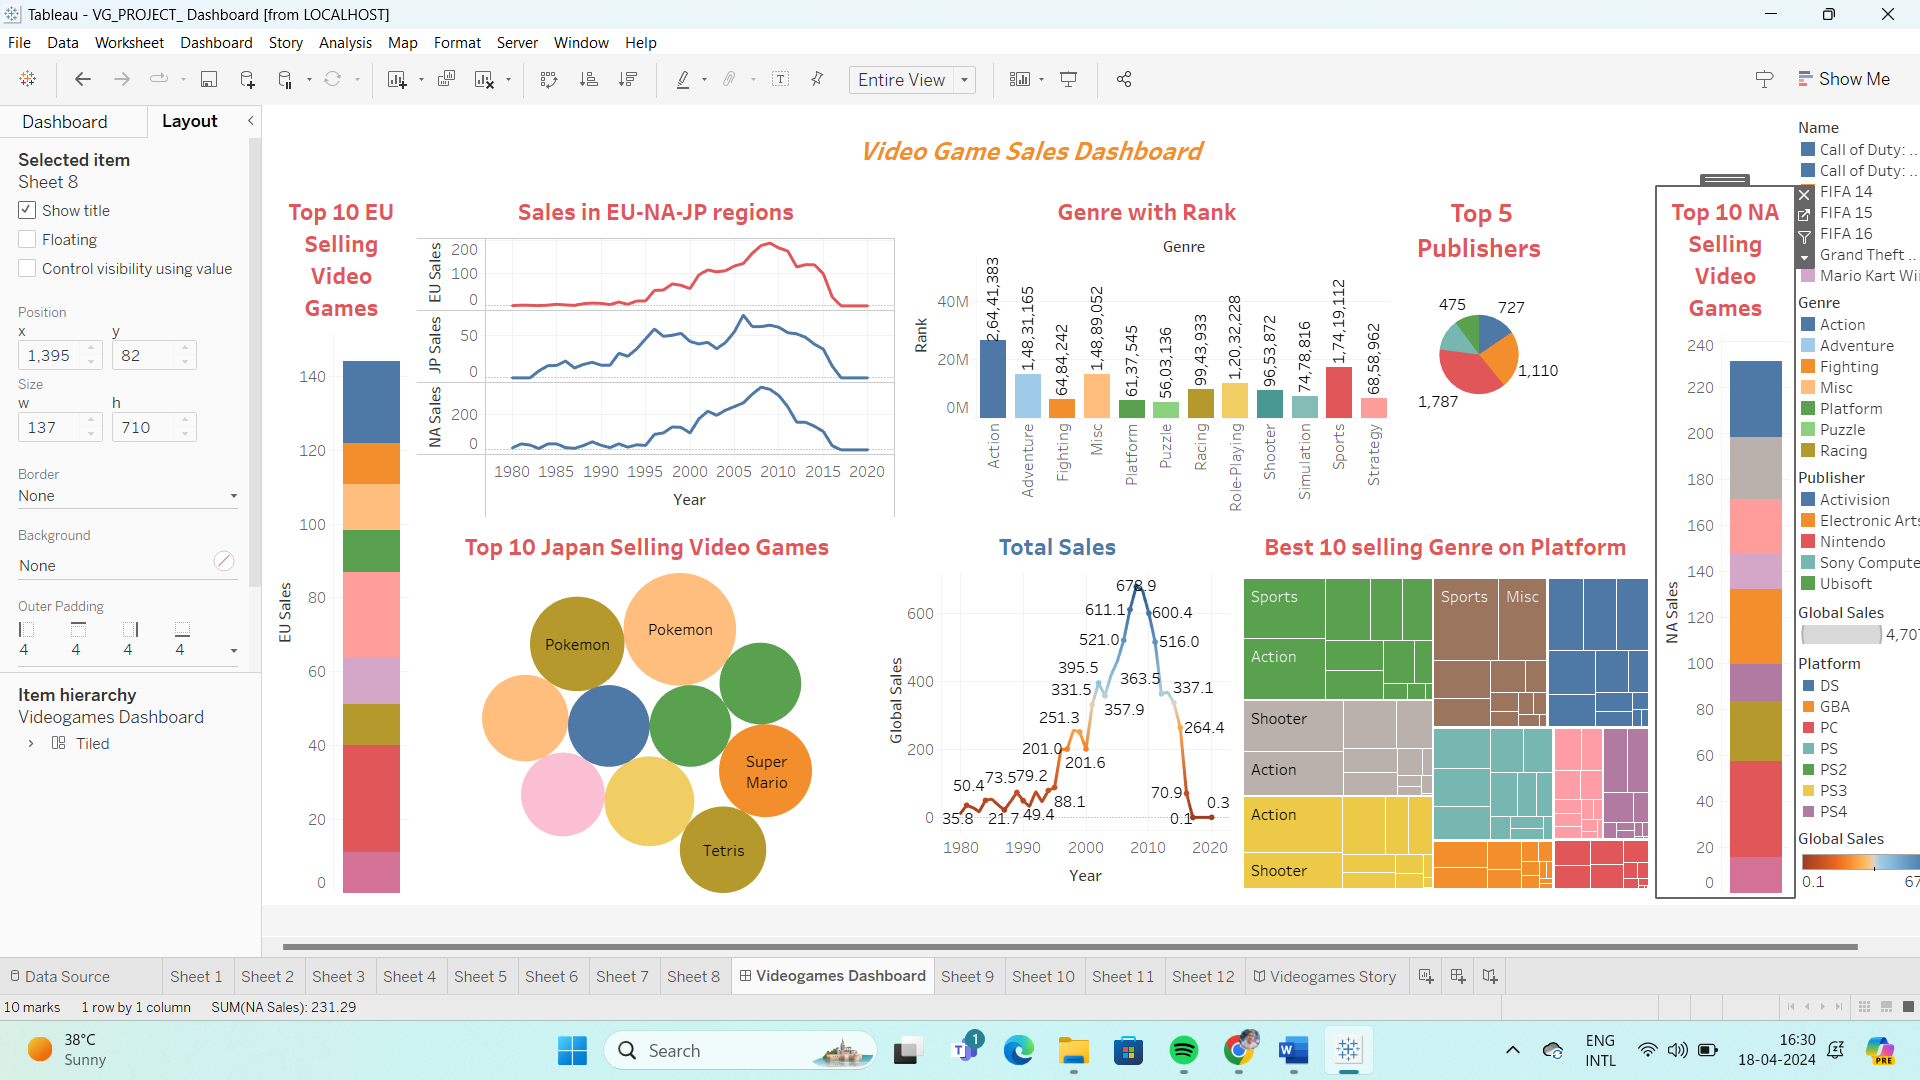 Tableau - VG_PROJECT_ Dashboard [from LOCALHOST]
File Data Worksheet Dashboard Story Analysis Map Format Server Window Help
Entire View
Show Me
Dashboard
Layout
Selected item
Sheet 8
Show title
Floating
Control visibility using value
Position
x y
1,395 82
Size
w h
137 710
Border
None
Background
None
Outer Padding
4 4 4 4
Item hierarchy
Videogames Dashboard
Tiled
Video Game Sales Dashboard
Top 10 EU
Selling
Video
Games
EU Sales
140
120
100
80
60
40
20
0
Sales in EU-NA-JP regions
EU Sales
200
100
0
JP Sales
50
0
NA Sales
200
0
1980 1985 1990 1995 2000 2005 2010 2015 2020
Year
Genre with Rank
Genre
Rank
40M
20M
0M
2,64,41,383
1,48,31,165
64,84,242
1,48,89,052
61,37,545
56,03,136
99,43,933
1,20,32,228
96,53,872
74,78,816
1,74,19,112
68,58,962
Action
Adventure
Fighting
Misc
Platform
Puzzle
Racing
Role-Playing
Shooter
Simulation
Sports
Strategy
Top 5
Publishers
475 727
1,110
1,787
Top 10 Japan Selling Video Games
Pokemon
Pokemon
Super
Mario
Tetris
Total Sales
Global Sales
600
400
200
0
678.9
611.1
600.4
521.0
516.0
395.5
363.5
331.5
337.1
357.9
251.3
264.4
201.0
201.6
50.4
73.5
79.2
88.1
70.9
0.3
35.8
21.7
49.4
0.1
1980 1990 2000 2010 2020
Year
Best 10 selling Genre on Platform
Sports
Action
Shooter
Action
Action
Shooter
Sports
Misc
Top 10 NA
Selling
Video
Games
NA Sales
240
220
200
180
160
140
120
100
80
60
40
20
0
Name
Call of Duty: ..
Call of Duty: ..
FIFA 14
FIFA 15
FIFA 16
Grand Theft ..
Mario Kart Wii
Genre
Action
Adventure
Fighting
Misc
Platform
Puzzle
Racing
Publisher
Activision
Electronic Arts
Nintendo
Sony Compute
Ubisoft
Global Sales
4,707
Platform
DS
GBA
PC
PS
PS2
PS3
PS4
Global Sales
0.1 67
Data Source Sheet 1 Sheet 2 Sheet 3 Sheet 4 Sheet 5 Sheet 6 Sheet 7 Sheet 8 Videogames Dashboard Sheet 9 Sheet 10 Sheet 11 Sheet 12 Videogames Story
10 marks 1 row by 1 column SUM(NA Sales): 231.29
38°C
Sunny
Search
1
ENG
INTL
16:30
18-04-2024
PRE